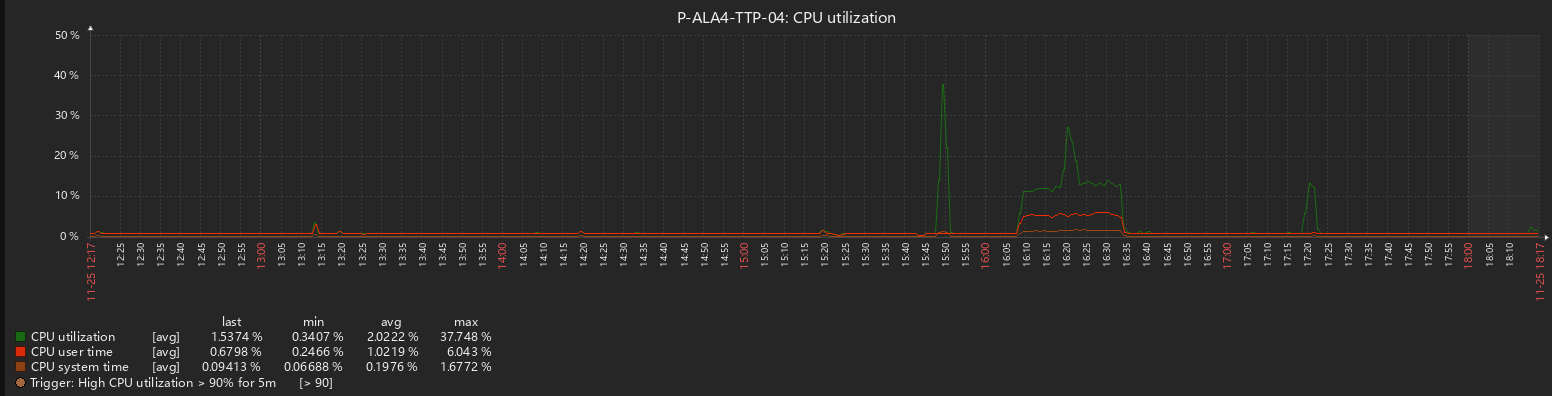 P-ALA4-TTP-04: CPU utilization
50 %
40 %
30 %
20 %
10 %
0 %
11-25 12:17 12:25 12:30 12:35 12:40 12:45 12:50 12:55 13:00 13:05 13:10 13:15 13:20 13:25 13:30 13:35 13:40 13:45 13:50 13:55 14:00 14:05 14:10 14:15 14:20 14:25 14:30 14:35 14:40 14:45 14:50 14:55 15:00 15:05 15:10 15:15 15:20 15:25 15:30 15:35 15:40 15:45 15:50 15:55 16:00 16:05 16:10 16:15 16:20 16:25 16:30 16:35 16:40 16:45 16:50 16:55 17:00 17:05 17:10 17:15 17:20 17:25 17:30 17:35 17:40 17:45 17:50 17:55 18:00 18:05 18:10 11-25 18:17
last min avg max
CPU utilization [avg] 1.5374 % 0.3407 % 2.0222 % 37.748 %
CPU user time [avg] 0.6798 % 0.2466 % 1.0219 % 6.043 %
CPU system time [avg] 0.09413 % 0.06688 % 0.1976 % 1.6772 %
Trigger: High CPU utilization > 90% for 5m [> 90]